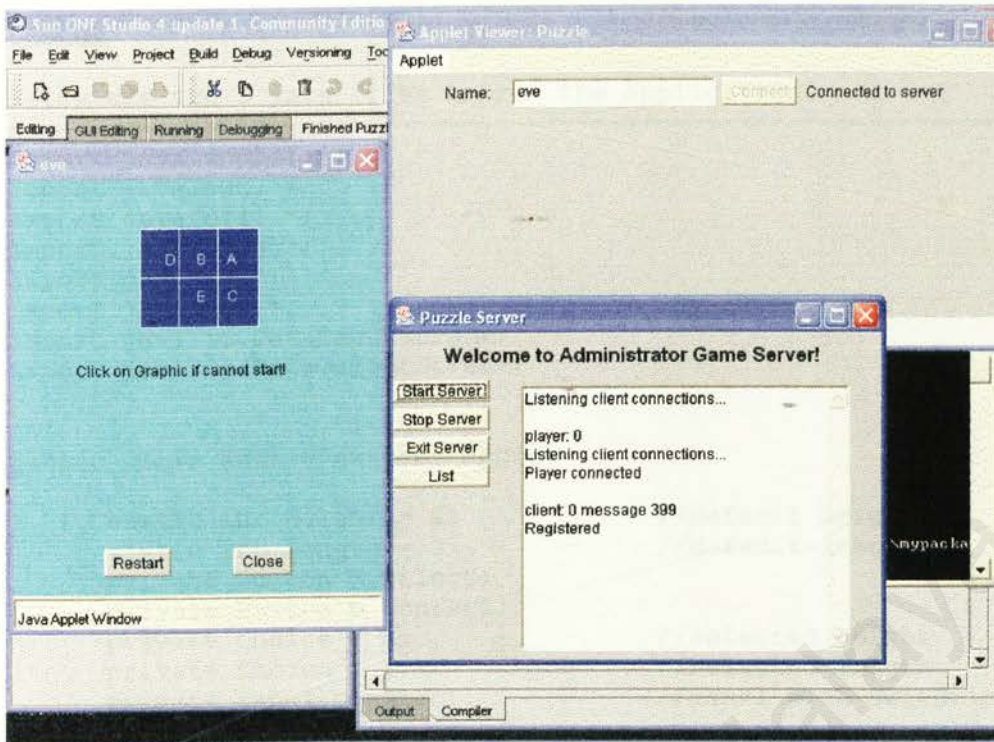 Sun ONE Studio 4 update 1, Community Editio
File Edit View Project Build Debug Versioning Too
Editing GUI Editing Running Debugging Finished Puzzl
Applet Viewer: Puzzle
Applet
Name: eve Connect Connected to server
eve
D B A
E C
Click on Graphic if cannot start!
Restart Close
Java Applet Window
Puzzle Server
Welcome to Administrator Game Server!
Start Server
Stop Server
Exit Server
List
Listening client connections...
player: 0
Listening client connections...
Player connected
client: 0 message 399
Registered
\mypacka
Output Compiler